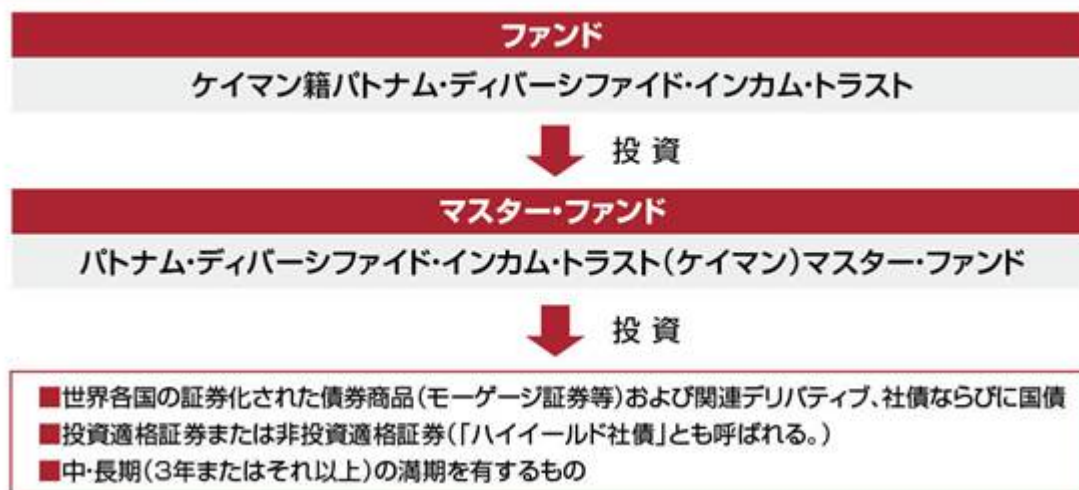 ファンド
ケイマン籍パトナム・ディバーシファイド・インカム・トラスト
投 資
マスター・ファンド
パトナム・ディバーシファイド・インカム・トラスト(ケイマン)マスター・ファンド
投 資
■世界各国の証券化された債券商品(モーゲージ証券等)および関連デリバティブ、社債ならびに国債
■投資適格証券または非投資適格証券(「ハイイールド社債」とも呼ばれる。)
■中・長期(3年またはそれ以上)の満期を有するもの